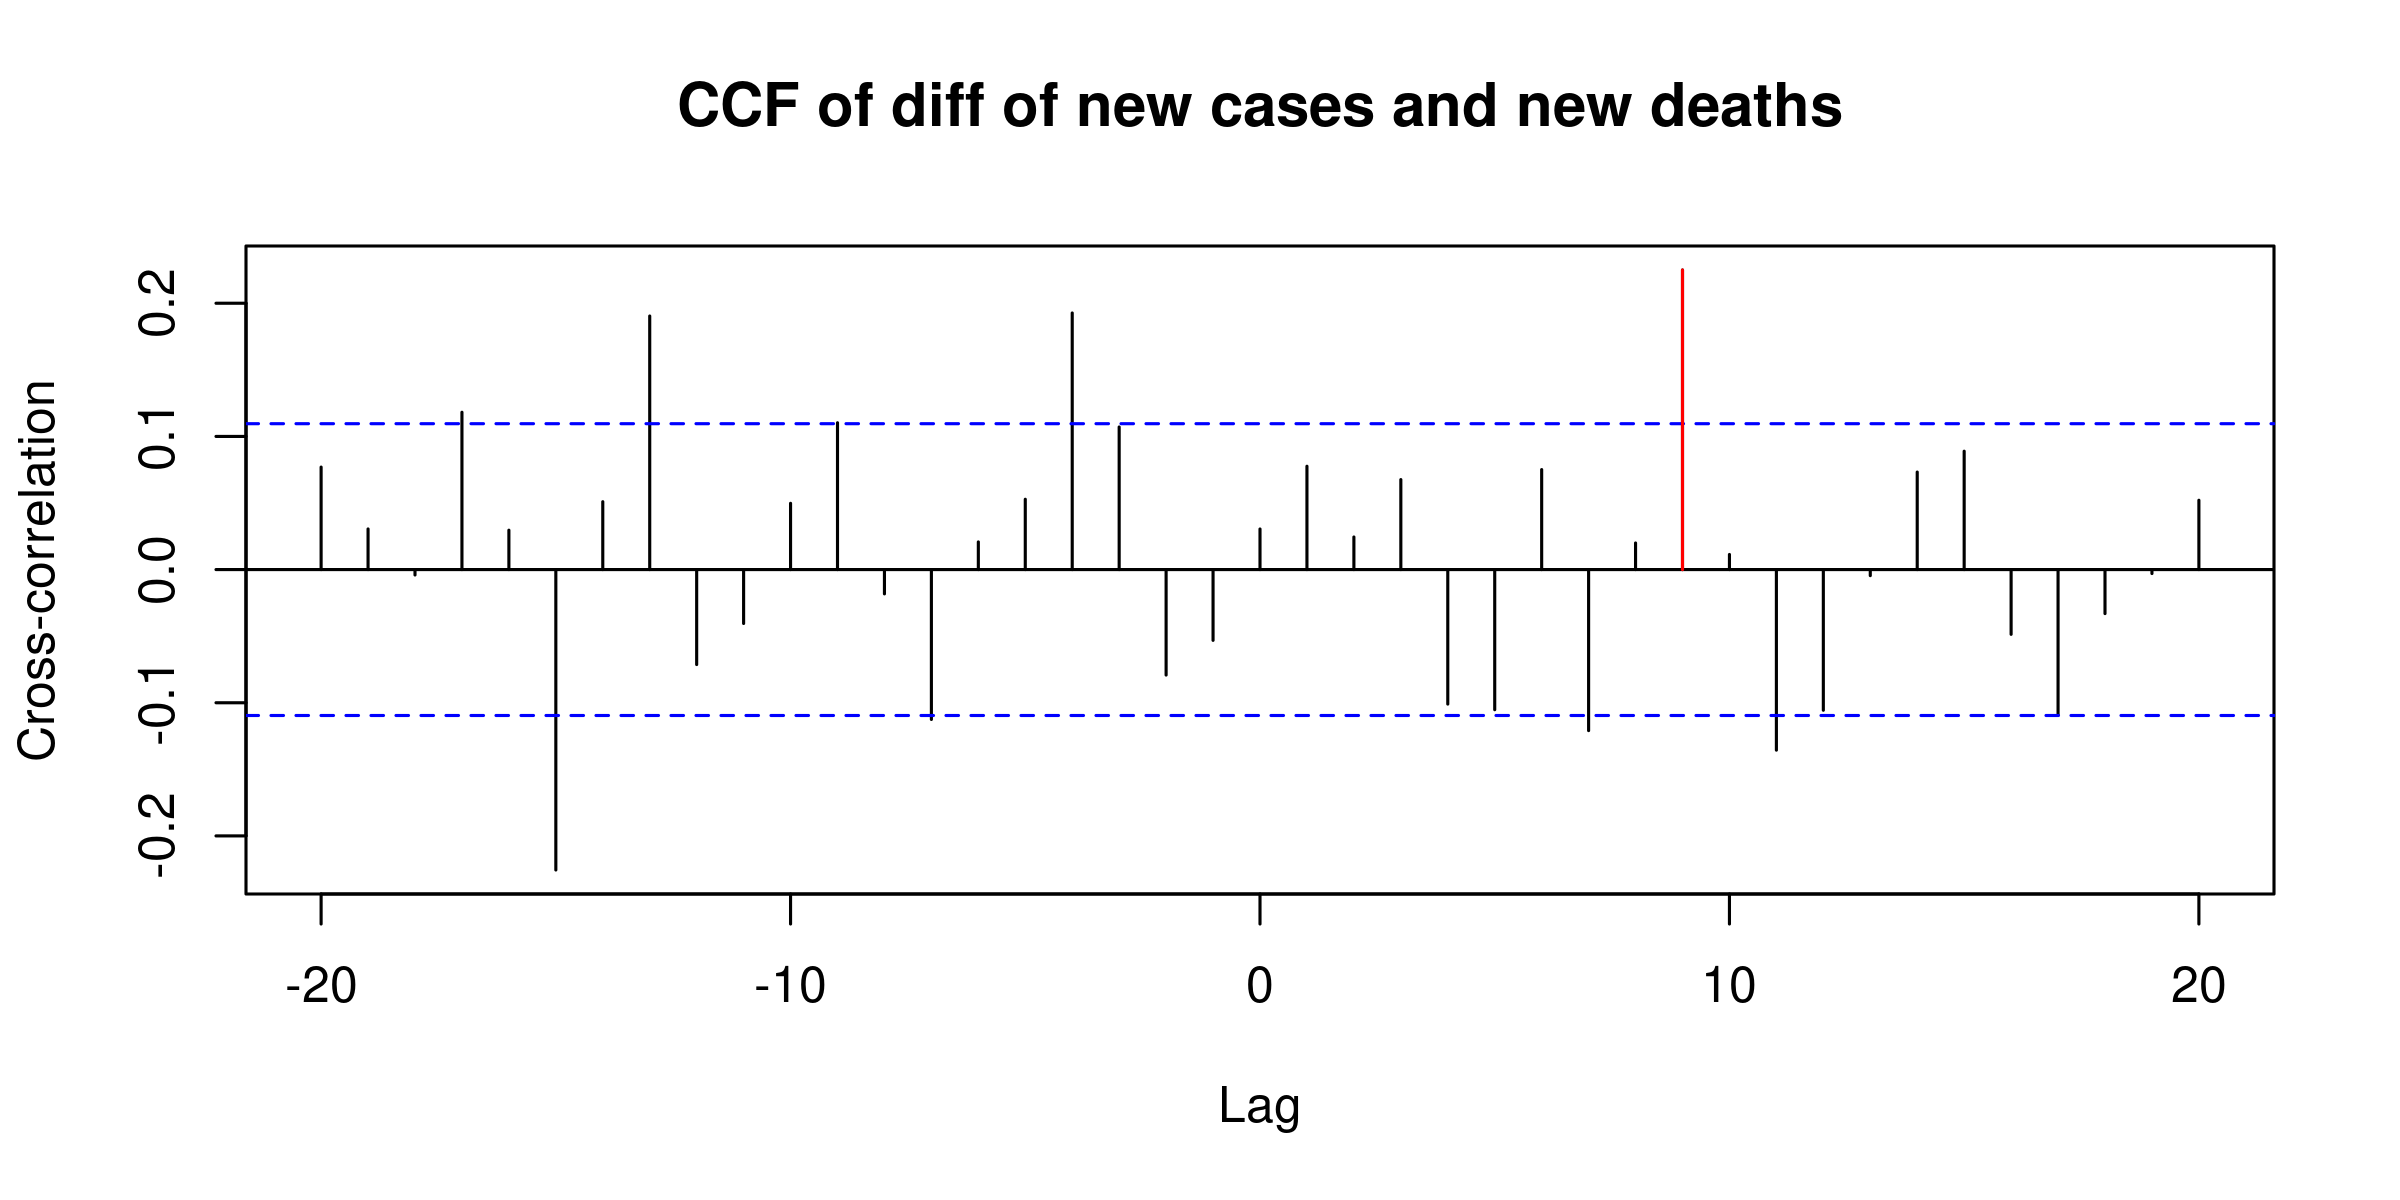 CCF of diff of new cases and new deaths
Cross-correlation
0.2
0.1
0.0
-0.1
-0.2
-20 -10 0 10 20
Lag